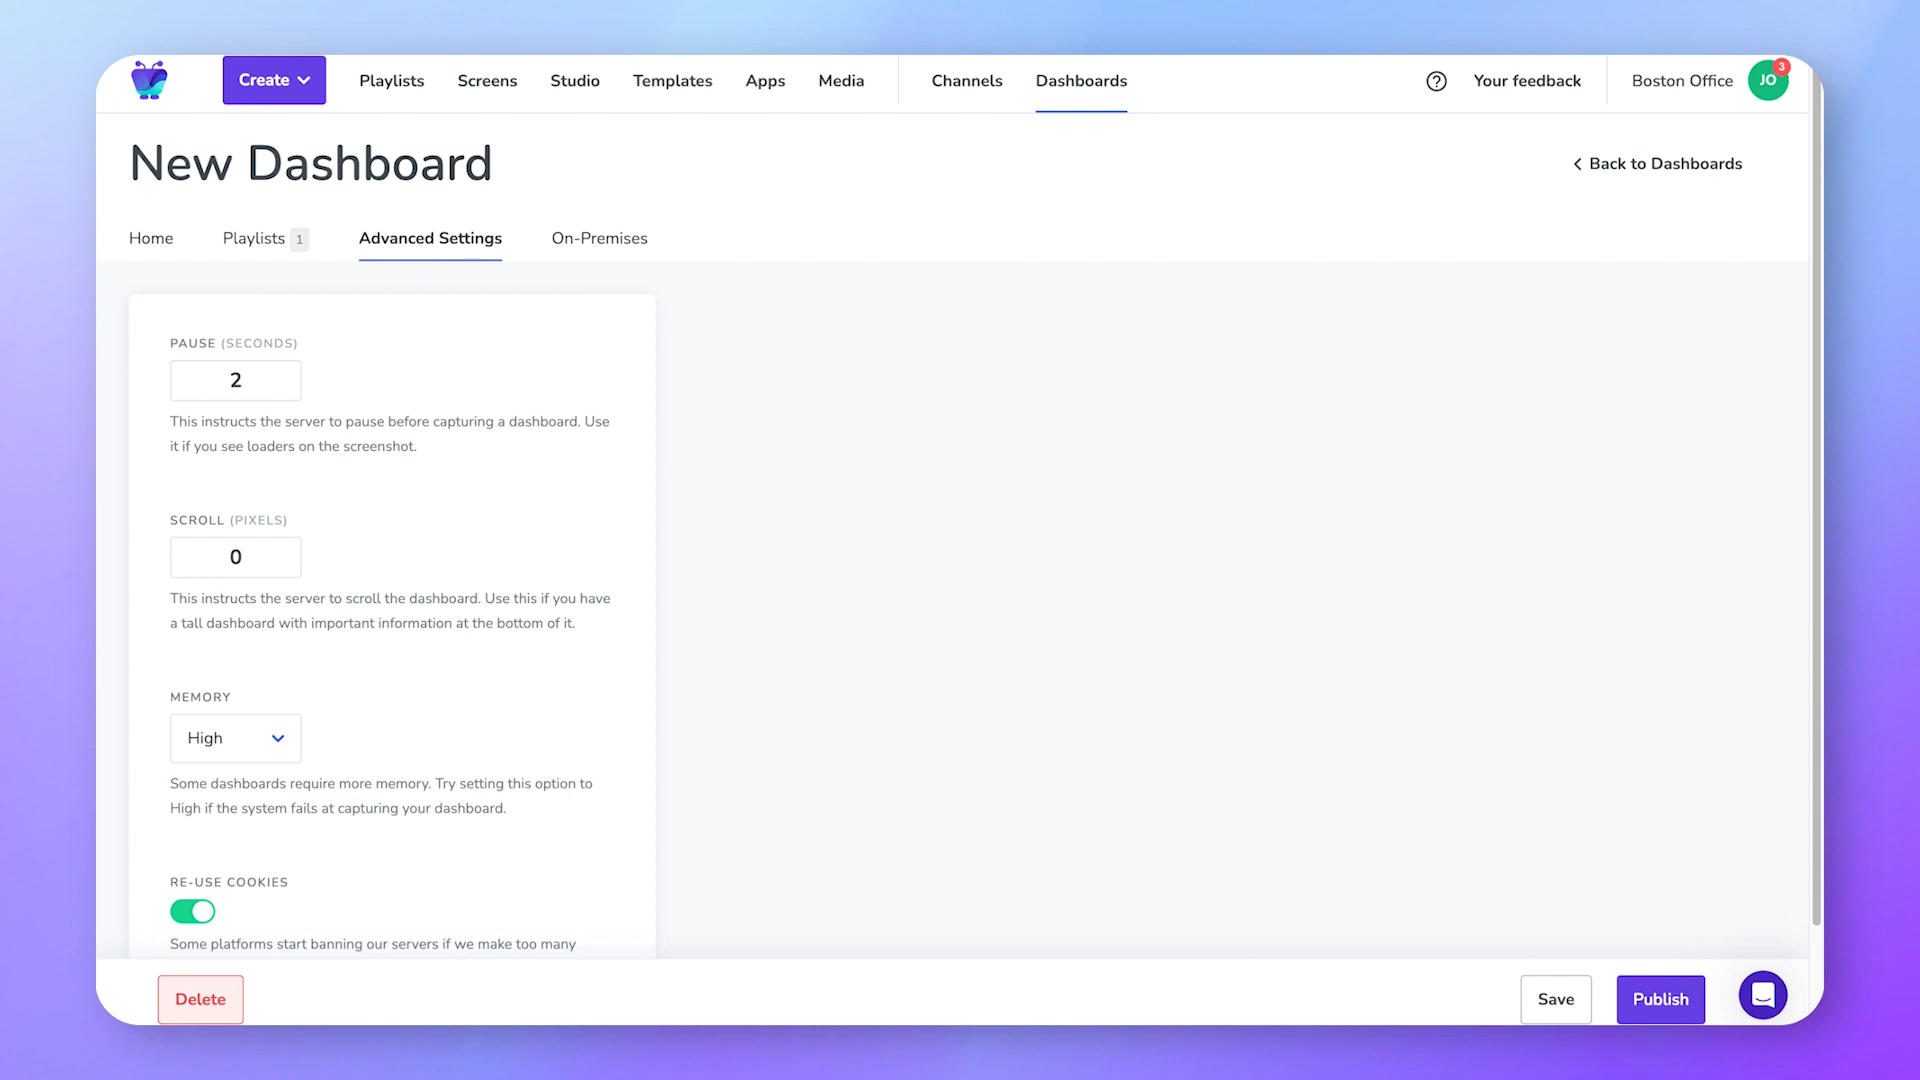 Create
Playlists
Screens
Studio
Templates
Apps
Media
Channels
Dashboards
Your feedback
Boston Office
JO
3
New Dashboard
Back to Dashboards
Home
Playlists 1
Advanced Settings
On-Premises
PAUSE (SECONDS)
2
This instructs the server to pause before capturing a dashboard. Use
it if you see loaders on the screenshot.
SCROLL (PIXELS)
0
This instructs the server to scroll the dashboard. Use this if you have
a tall dashboard with important information at the bottom of it.
MEMORY
High
Some dashboards require more memory. Try setting this option to
High if the system fails at capturing your dashboard.
RE-USE COOKIES
Some platforms start banning our servers if we make too many
Delete
Save
Publish